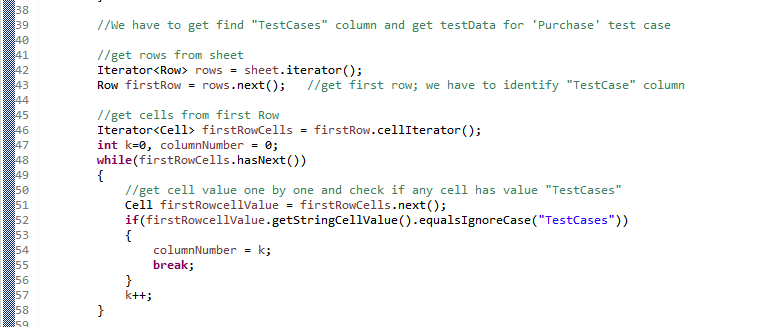 38
39 //We have to get find "TestCases" column and get testData for 'Purchase' test case
40
41 //get rows from sheet
42 Iterator<Row> rows = sheet.iterator();
43 Row firstRow = rows.next();   //get first row; we have to identify "TestCase" column
44
45 //get cells from first Row
46 Iterator<Cell> firstRowCells = firstRow.cellIterator();
47 int k=0, columnNumber = 0;
48 while(firstRowCells.hasNext())
49 {
50 //get cell value one by one and check if any cell has value "TestCases"
51 Cell firstRowcellValue = firstRowCells.next();
52 if(firstRowcellValue.getStringCellValue().equalsIgnoreCase("TestCases"))
53 {
54 columnNumber = k;
55 break;
56 }
57 k++;
58 }
59